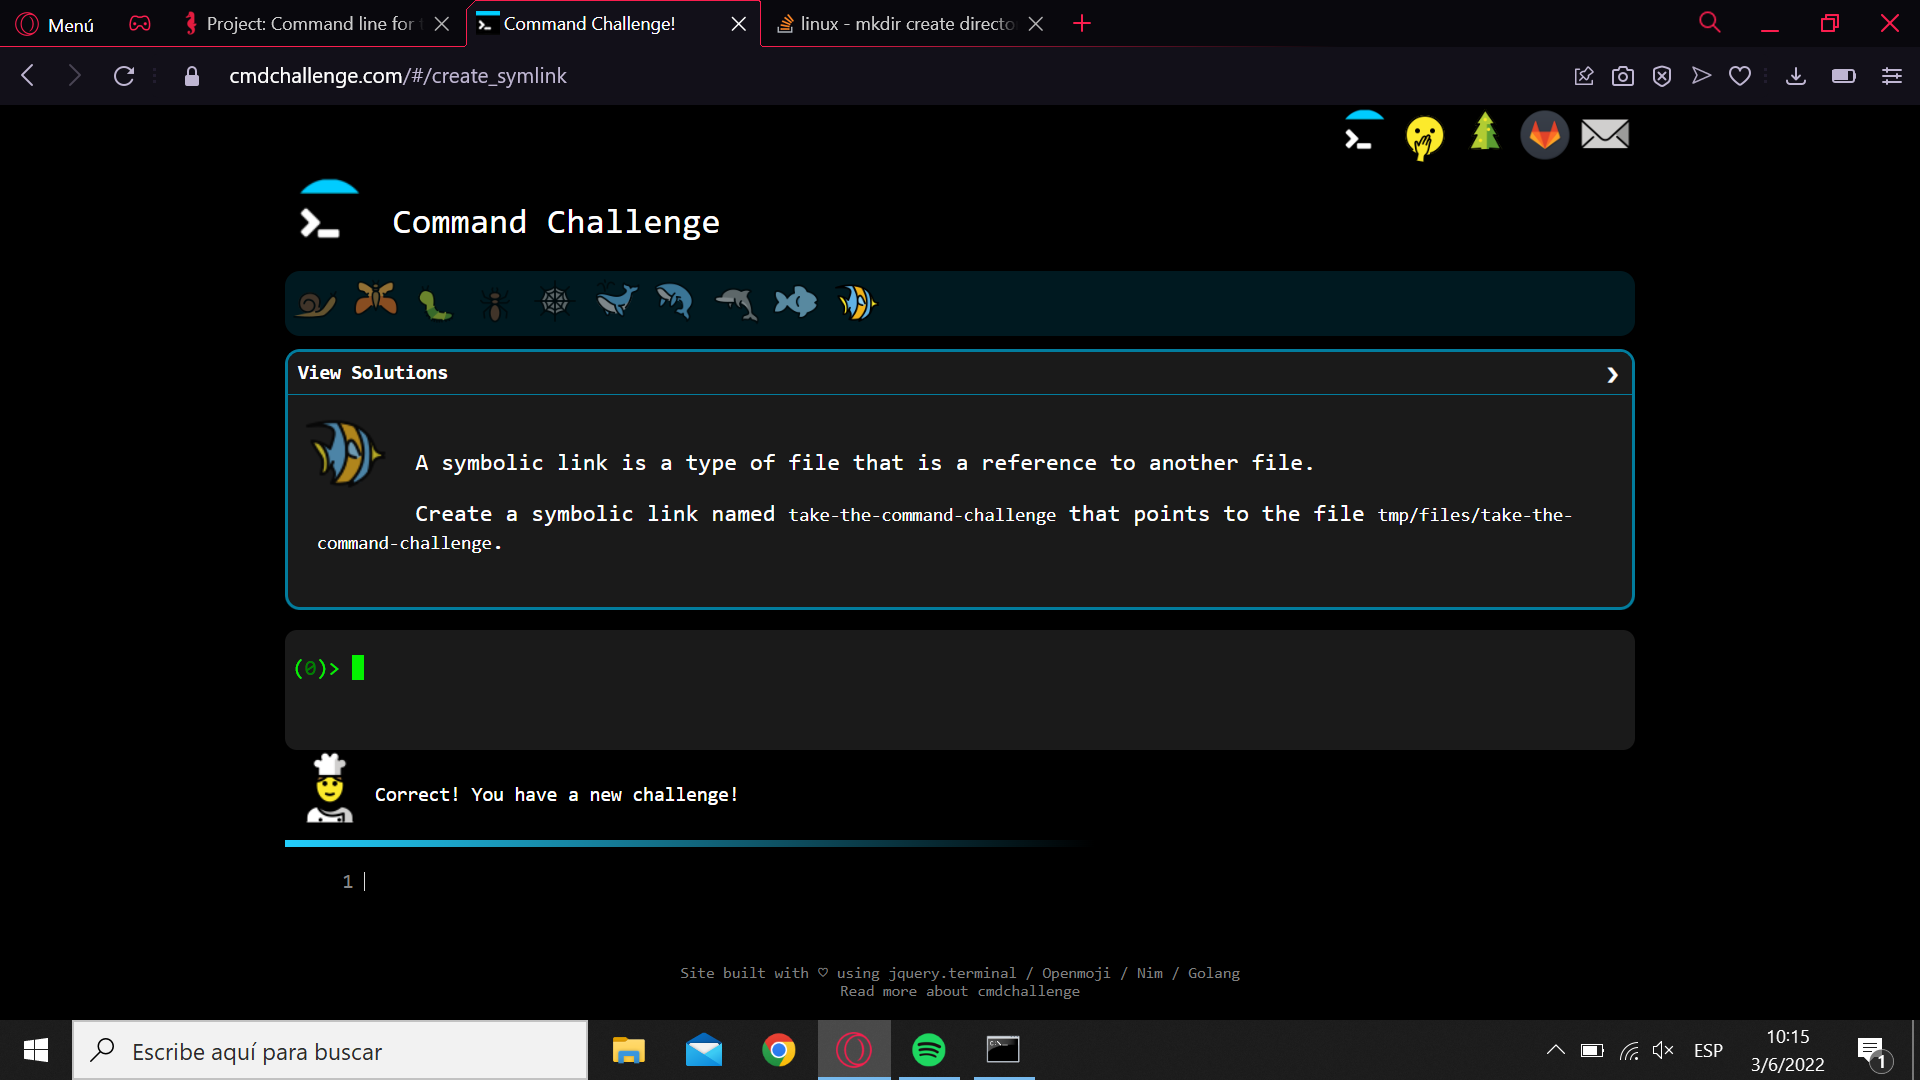 Menú
Project: Command line for t
Command Challenge!
linux - mkdir create directo
cmdchallenge.com/#/create_symlink
Command Challenge
View Solutions
A symbolic link is a type of file that is a reference to another file.
Create a symbolic link named take-the-command-challenge that points to the file tmp/files/take-the-
command-challenge.
(0)>
Correct! You have a new challenge!
1
Site built with ♡ using jquery.terminal / Openmoji / Nim / Golang
Read more about cmdchallenge
Escribe aquí para buscar
ESP
10:15
3/6/2022
1